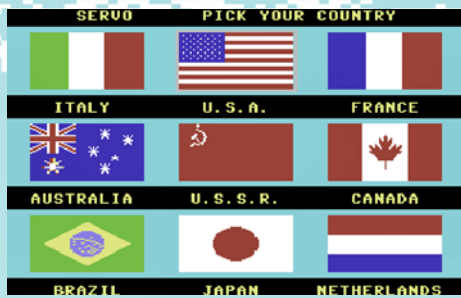 SERVO PICK YOUR COUNTRY
ITALY U.S.A. FRANCE
AUSTRALIA U.S.S.R. CANADA
BRAZIL JAPAN NETHERLANDS